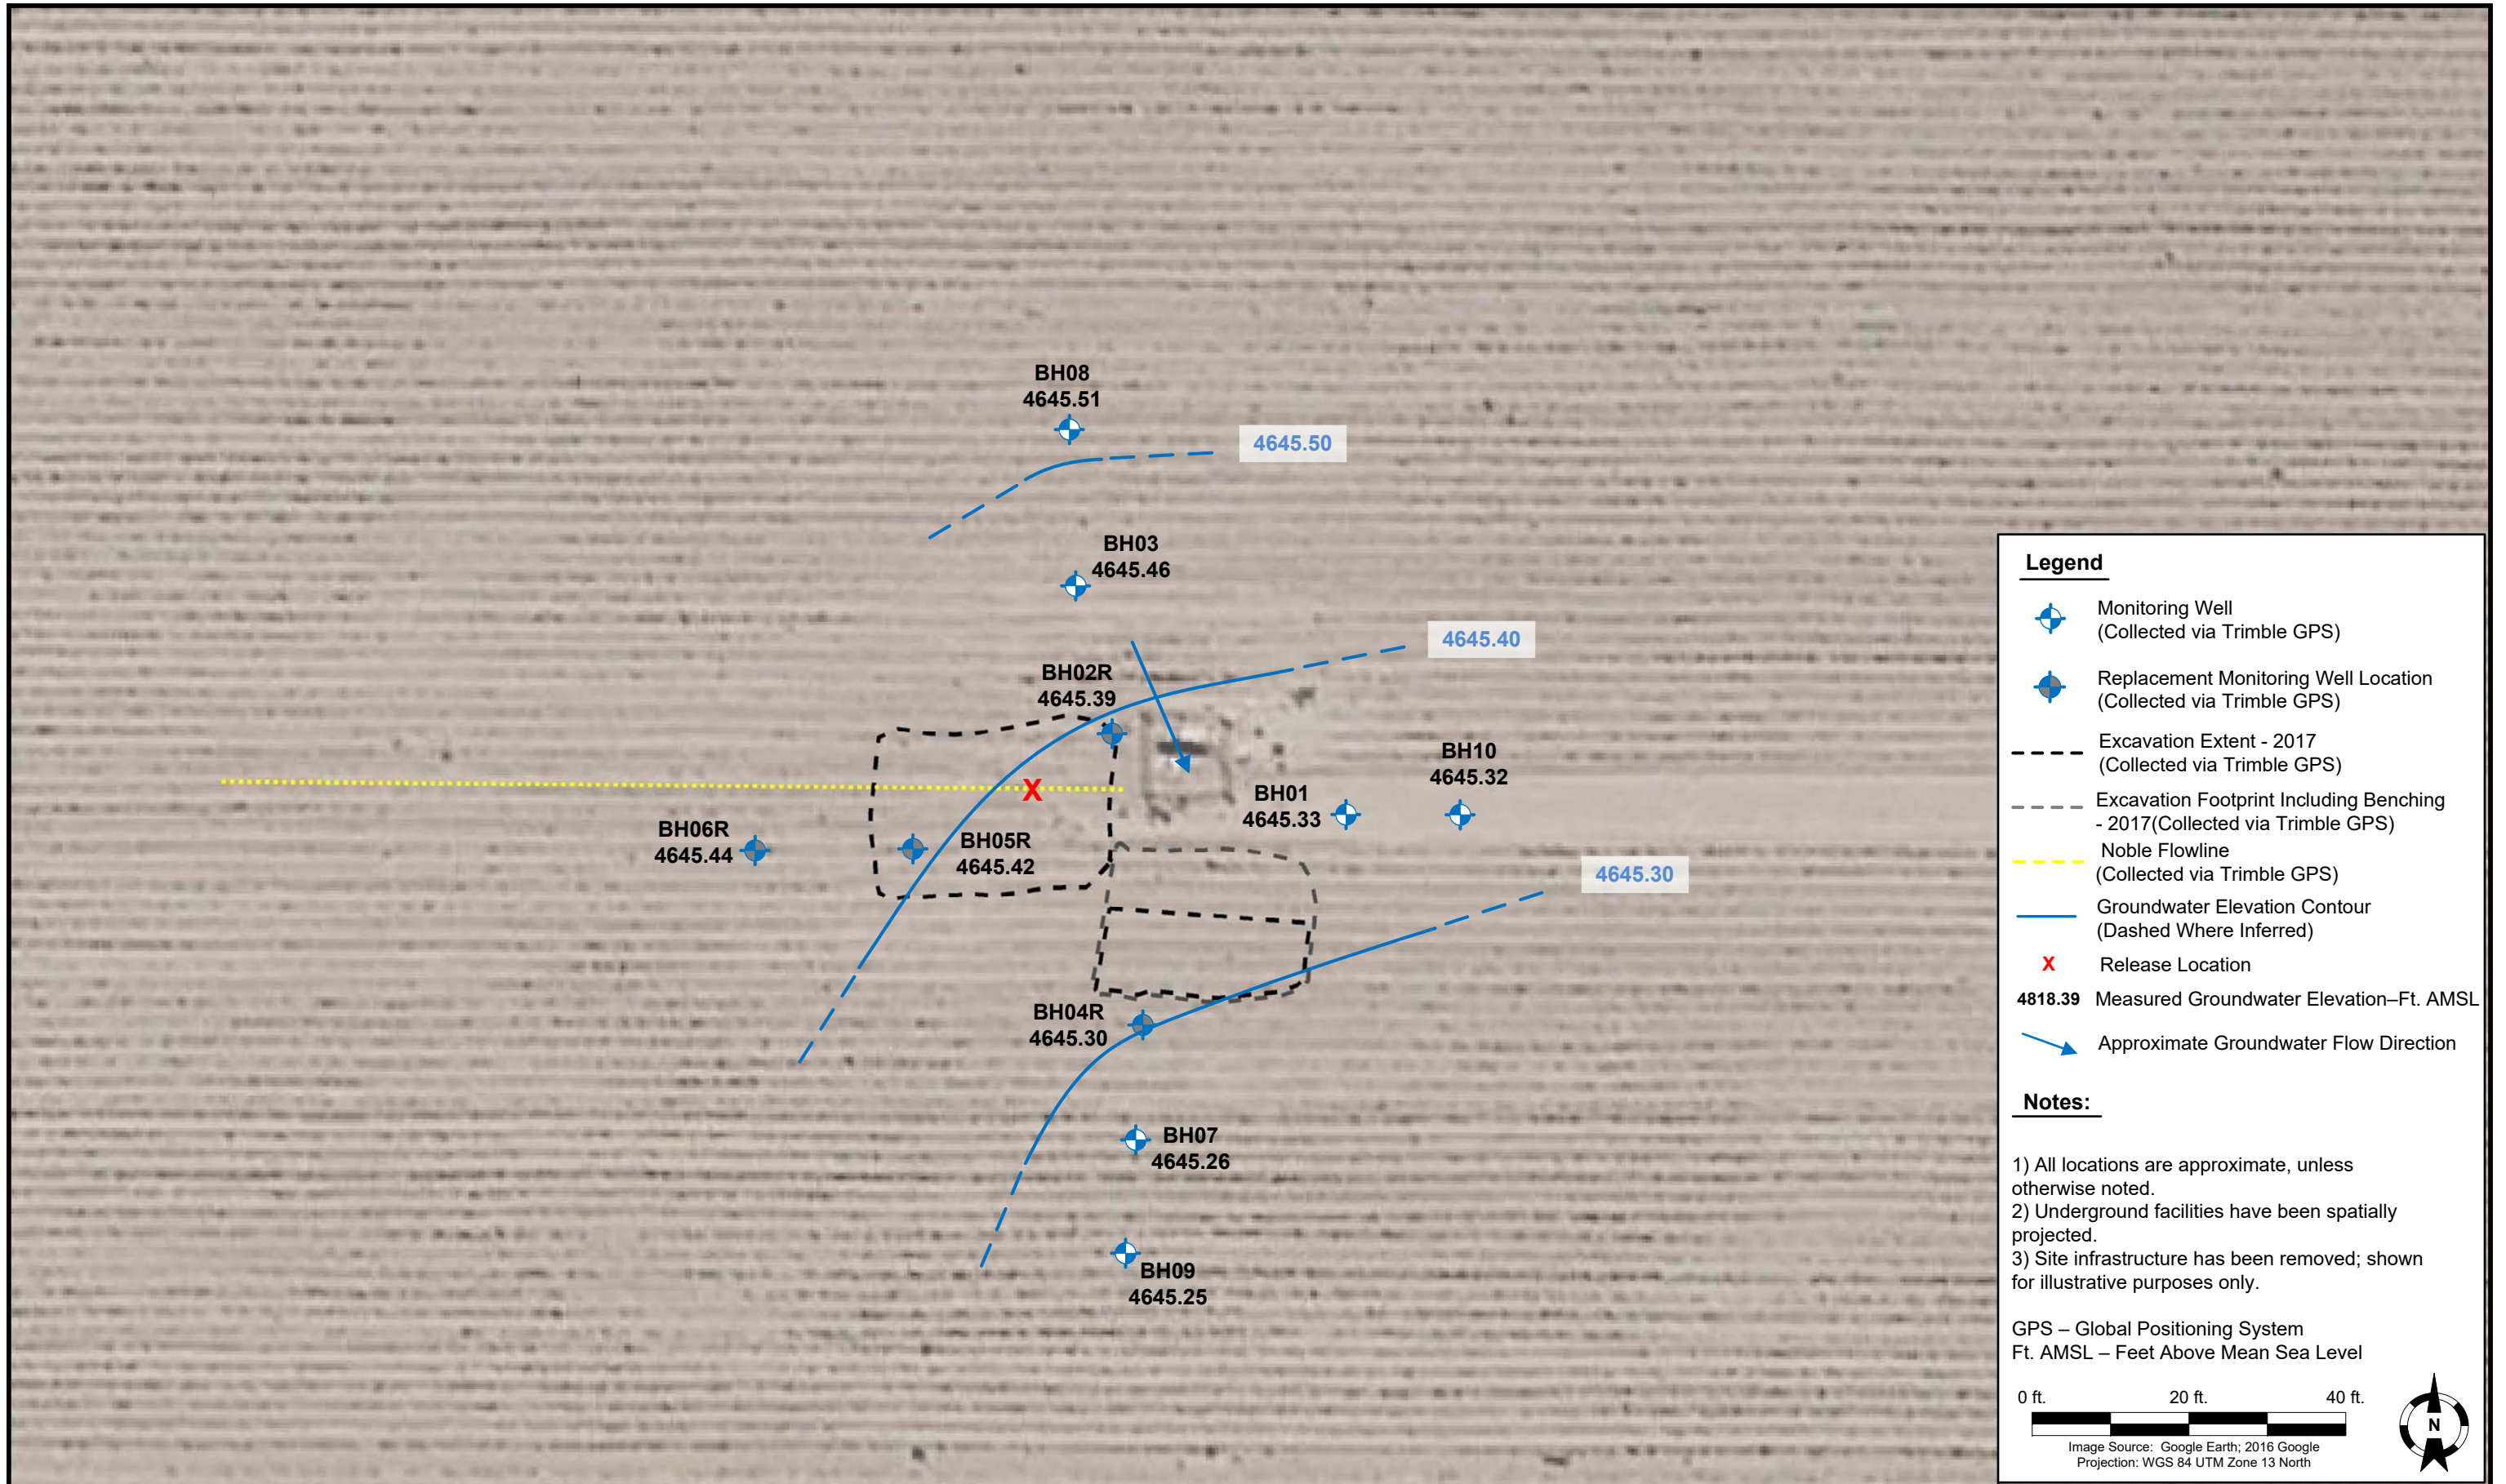 BH08
4645.51
4645.50
BH03
4645.46
4645.40
BH02R
4645.39
X
BH10
4645.32
BH01
4645.33
BH06R
4645.44
BH05R
4645.42
4645.30
BH04R
4645.30
BH07
4645.26
BH09
4645.25
Legend
Monitoring Well
(Collected via Trimble GPS)
Replacement Monitoring Well Location
(Collected via Trimble GPS)
Excavation Extent - 2017
(Collected via Trimble GPS)
Excavation Footprint Including Benching
- 2017(Collected via Trimble GPS)
Noble Flowline
(Collected via Trimble GPS)
Groundwater Elevation Contour
(Dashed Where Inferred)
X Release Location
4818.39 Measured Groundwater Elevation–Ft. AMSL
Approximate Groundwater Flow Direction
Notes:
1) All locations are approximate, unless
otherwise noted.
2) Underground facilities have been spatially
projected.
3) Site infrastructure has been removed; shown
for illustrative purposes only.
GPS – Global Positioning System
Ft. AMSL – Feet Above Mean Sea Level
0 ft. 20 ft. 40 ft.
N
Image Source: Google Earth; 2016 Google
Projection: WGS 84 UTM Zone 13 North